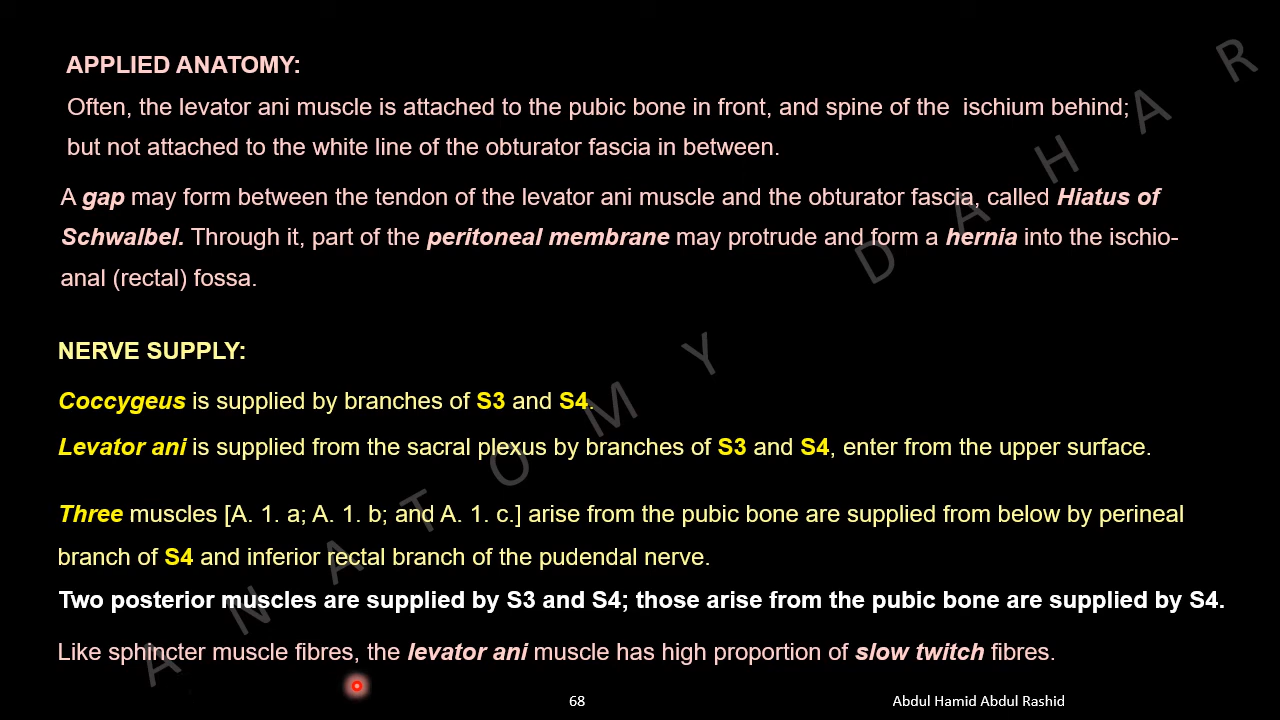 APPLIED ANATOMY:
Often, the levator ani muscle is attached to the pubic bone in front, and spine of the ischium behind;
but not attached to the white line of the obturator fascia in between.
A gap may form between the tendon of the levator ani muscle and the obturator fascia, called Hiatus of
Schwalbel. Through it, part of the peritoneal membrane may protrude and form a hernia into the ischio-
anal (rectal) fossa.
NERVE SUPPLY:
Coccygeus is supplied by branches of S3 and S4.
Levator ani is supplied from the sacral plexus by branches of S3 and S4, enter from the upper surface.
Three muscles [A. 1. a; A. 1. b; and A. 1. c.] arise from the pubic bone are supplied from below by perineal
branch of S4 and inferior rectal branch of the pudendal nerve.
Two posterior muscles are supplied by S3 and S4; those arise from the pubic bone are supplied by S4.
Like sphincter muscle fibres, the levator ani muscle has high proportion of slow twitch fibres.
68
Abdul Hamid Abdul Rashid
ANATOMY DAHAR